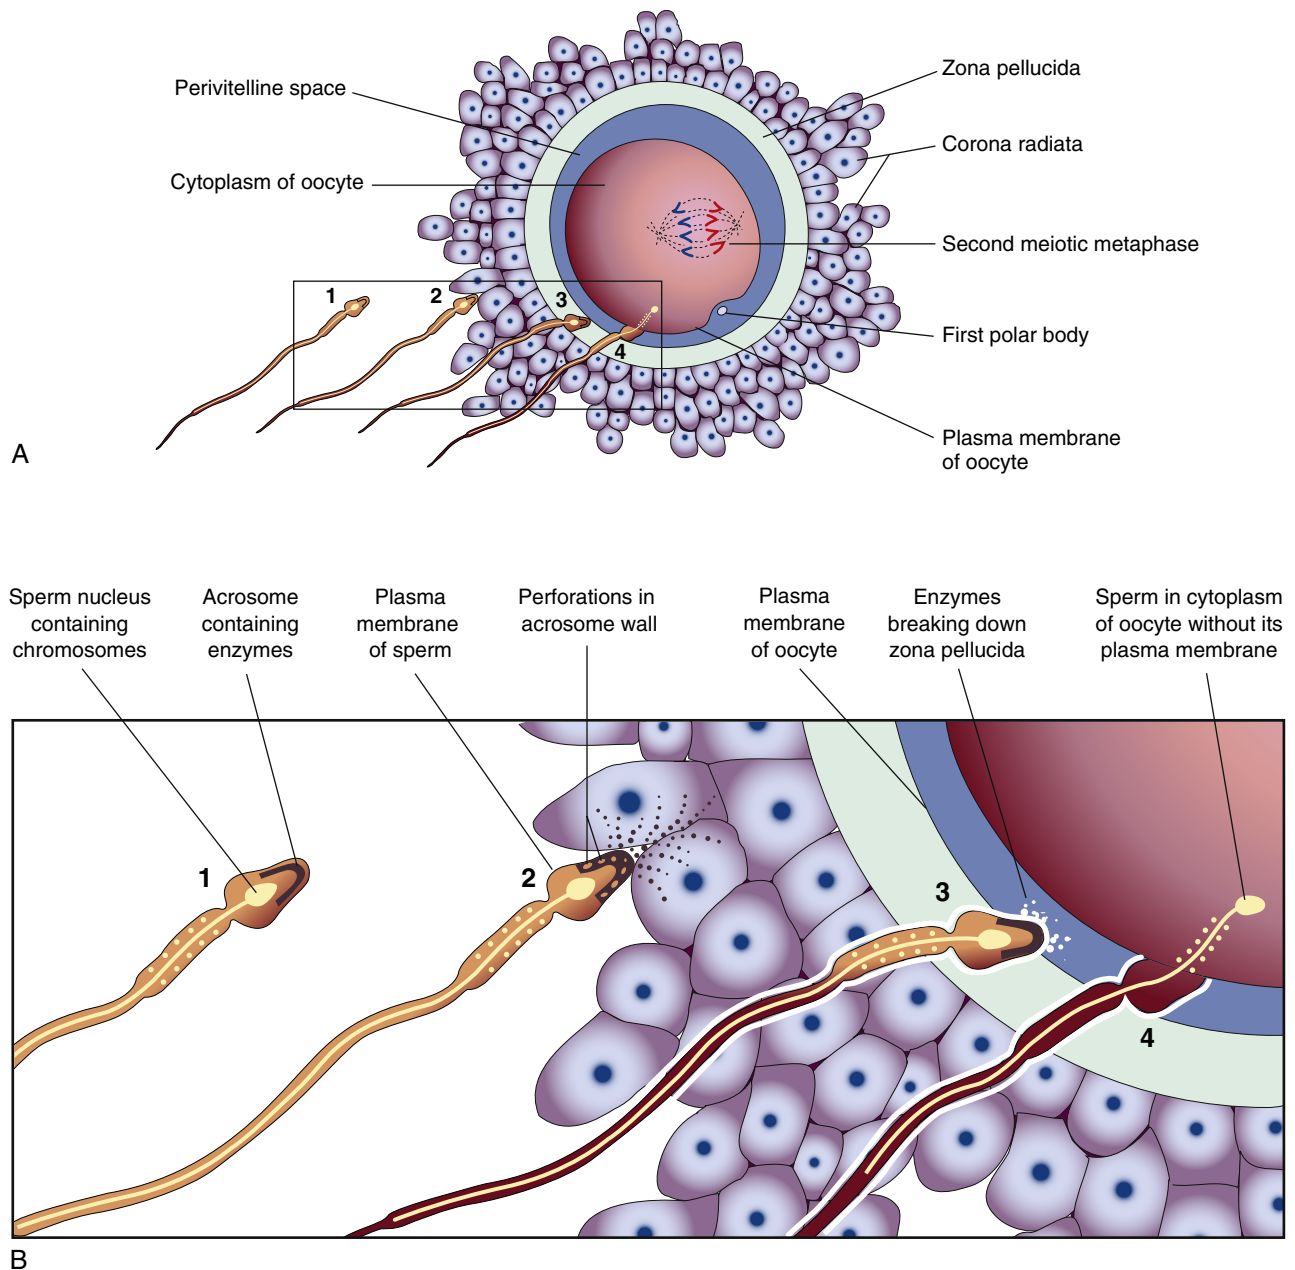 Perivitelline space
Cytoplasm of oocyte
Zona pellucida
Corona radiata
Second meiotic metaphase
First polar body
Plasma membrane
of oocyte
1
2
3
4
A
Sperm nucleus
containing
chromosomes
Acrosome
containing
enzymes
Plasma
membrane
of sperm
Perforations in
acrosome wall
Plasma
membrane
of oocyte
Enzymes
breaking down
zona pellucida
Sperm in cytoplasm
of oocyte without its
plasma membrane
1
2
3
4
B